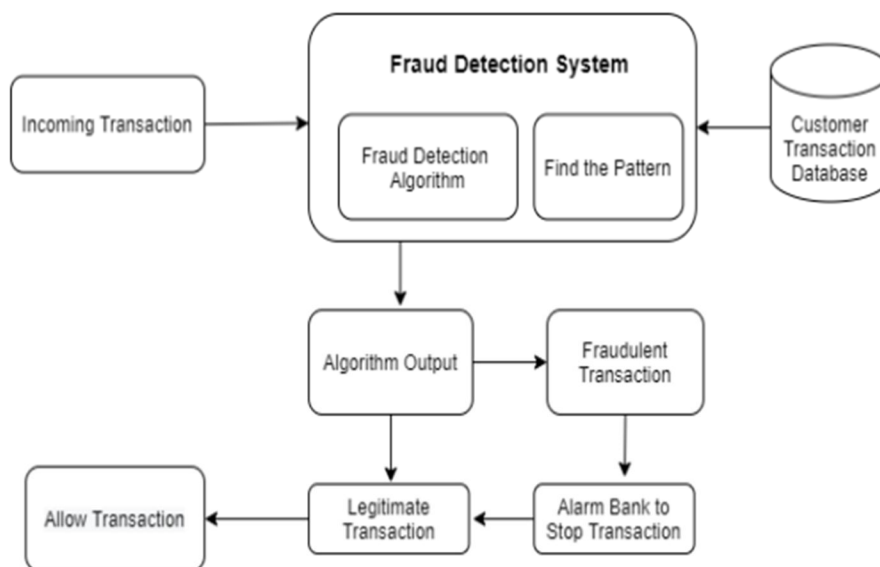 Fraud Detection System
Incoming Transaction
Fraud Detection
Algorithm
Find the Pattern
Customer
Transaction
Database
Algorithm Output
Fraudulent
Transaction
Allow Transaction
Legitimate
Transaction
Alarm Bank to
Stop Transaction